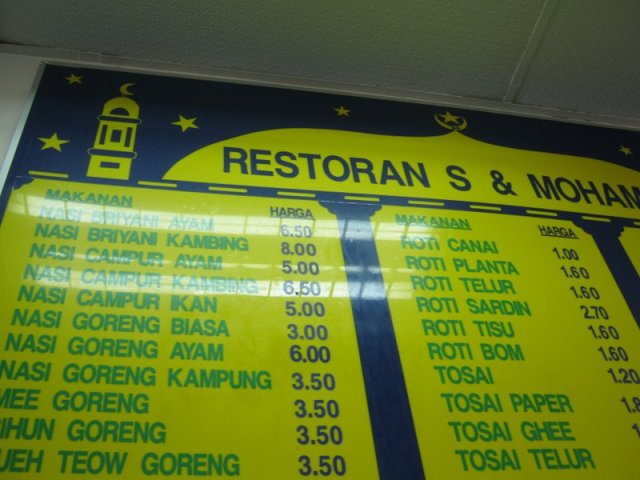 RESTORAN S & MOHAM
MAKANAN HARGA
NASI BRIYANI AYAM 6.50
NASI BRIYANI KAMBING 8.00
NASI CAMPUR AYAM 5.00
NASI CAMPUR KAMBING 6.50
NASI CAMPUR IKAN 5.00
NASI GORENG BIASA 3.00
NASI GORENG AYAM 6.00
NASI GORENG KAMPUNG 3.50
MEE GORENG 3.50
IHUN GORENG 3.50
UEH TEOW GORENG 3.50
MAKANAN HARGA
ROTI CANAI 1.00
ROTI PLANTA 1.60
ROTI TELUR 1.60
ROTI SARDIN 2.70
ROTI TISU 1.60
ROTI BOM 1.60
TOSAI 1.20
TOSAI PAPER
TOSAI GHEE
TOSAI TELUR